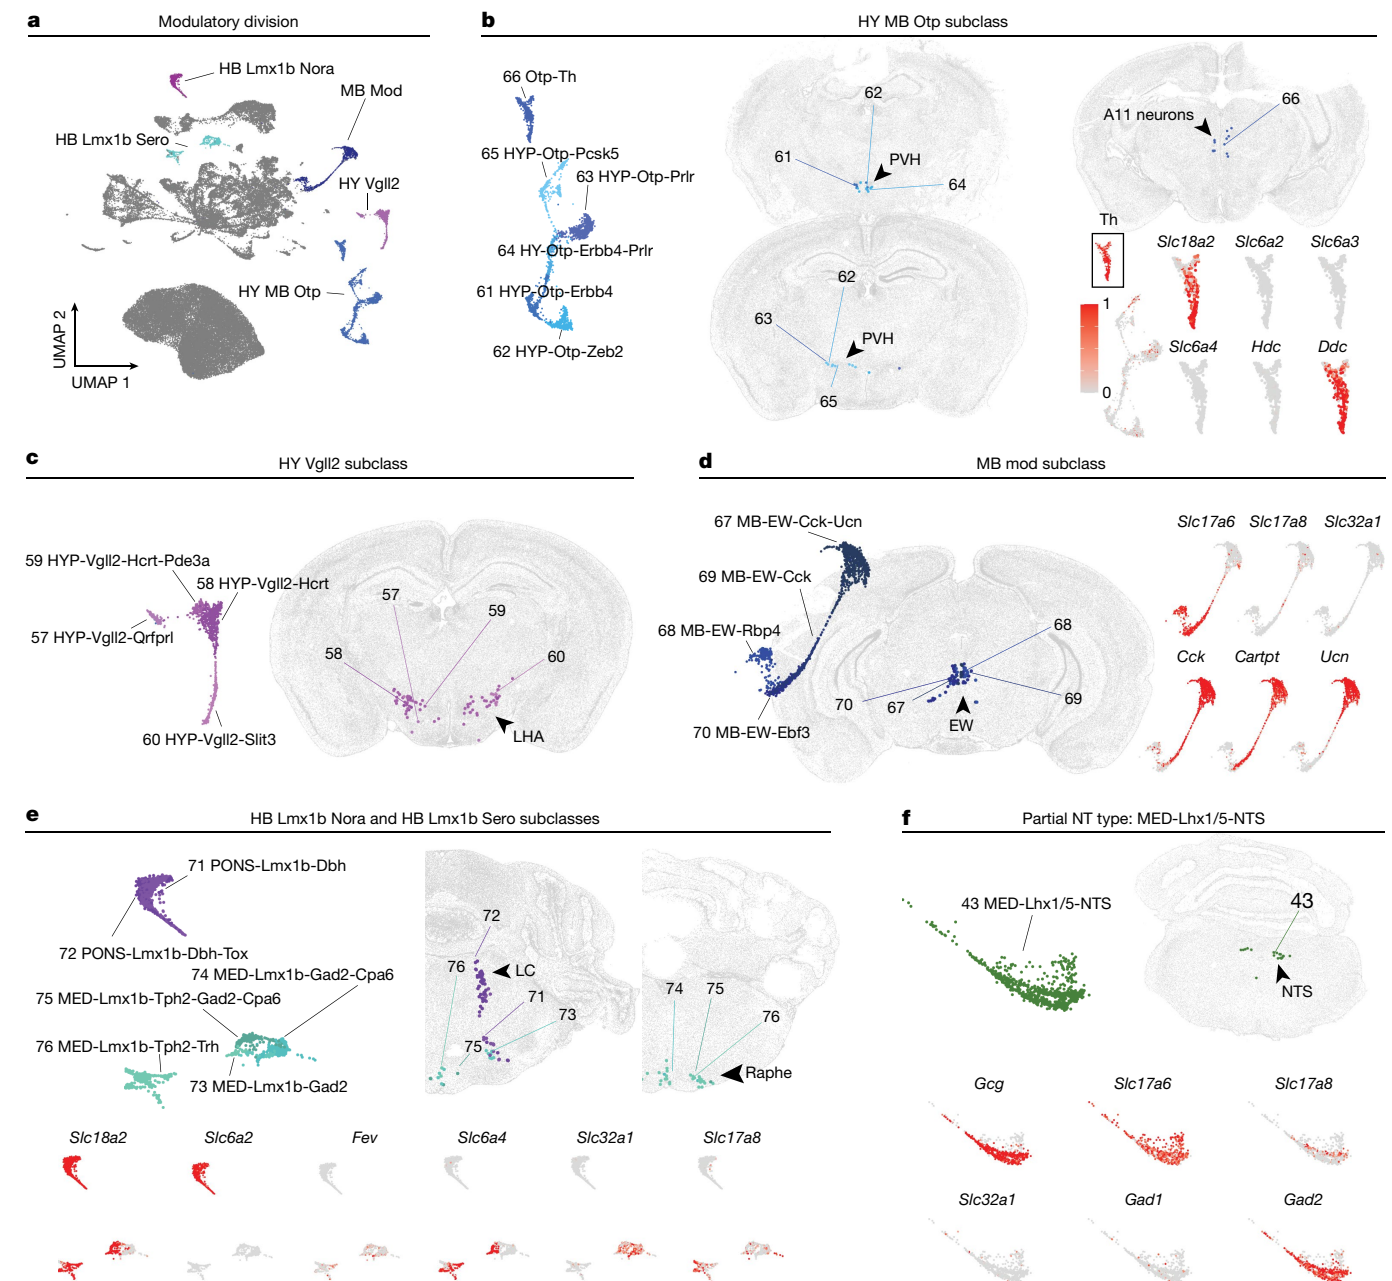 a
Modulatory division
HB Lmx1b Nora
MB Mod
HB Lmx1b Sero
HY Vgll2
HY MB Otp
UMAP 2
UMAP 1
b
HY MB Otp subclass
66 Otp-Th
65 HYP-Otp-Pcsk5
63 HYP-Otp-Prlr
64 HY-Otp-Erbb4-Prlr
61 HYP-Otp-Erbb4
62 HYP-Otp-Zeb2
62
61
PVH
64
62
63
PVH
65
66
A11 neurons
Th
Slc18a2 Slc6a2 Slc6a3
1
0
Slc6a4 Hdc Ddc
c
HY Vgll2 subclass
59 HYP-Vgll2-Hcrt-Pde3a
58 HYP-Vgll2-Hcrt
57 HYP-Vgll2-Qrfprl
60 HYP-Vgll2-Slit3
57
59
58
60
LHA
d
MB mod subclass
67 MB-EW-Cck-Ucn
69 MB-EW-Cck
68 MB-EW-Rbp4
70 MB-EW-Ebf3
68
70
67
69
EW
Slc17a6 Slc17a8 Slc32a1
Cck Cartpt Ucn
e
HB Lmx1b Nora and HB Lmx1b Sero subclasses
71 PONS-Lmx1b-Dbh
72 PONS-Lmx1b-Dbh-Tox
74 MED-Lmx1b-Gad2-Cpa6
75 MED-Lmx1b-Tph2-Gad2-Cpa6
76 MED-Lmx1b-Tph2-Trh
73 MED-Lmx1b-Gad2
72
76
LC
71
73
75
74 75
76
Raphe
Slc18a2 Slc6a2 Fev Slc6a4 Slc32a1 Slc17a8
f
Partial NT type: MED-Lhx1/5-NTS
43 MED-Lhx1/5-NTS
43
NTS
Gcg Slc17a6 Slc17a8
Slc32a1 Gad1 Gad2